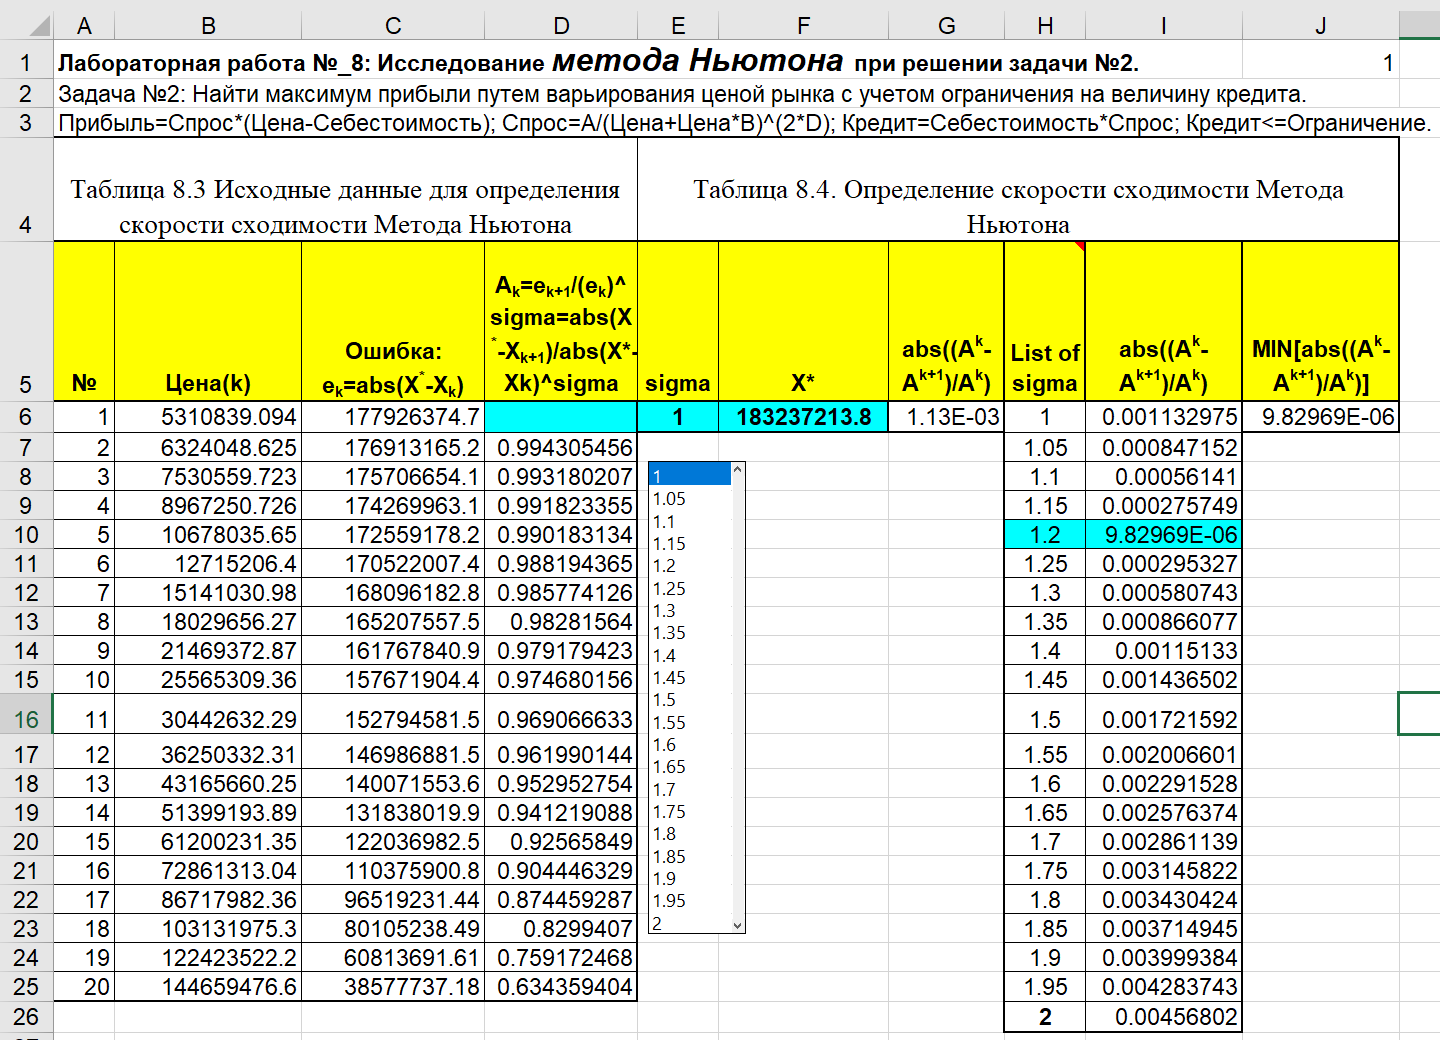 A B C D E F G H I J
1 Лабораторная работа №_8: Исследование метода Ньютона при решении задачи №2. 1
2 Задача №2: Найти максимум прибыли путем варьирования ценой рынка с учетом ограничения на величину кредита.
3 Прибыль=Спрос*(Цена-Себестоимость); Спрос=A/(Цена+Цена*B)^(2*D); Кредит=Себестоимость*Спрос; Кредит<=Ограничение.
4
Таблица 8.3 Исходные данные для определения
скорости сходимости Метода Ньютона
Таблица 8.4. Определение скорости сходимости Метода
Ньютона
5
№
Цена(k)
Ошибка:
ek=abs(X*-Xk)
Ak=ek+1/(ek)^
sigma=abs(X
*-Xk+1)/abs(X*-
Xk)^sigma
sigma
X*
abs((Ak-
Ak+1)/Ak)
List of
sigma
abs((Ak-
Ak+1)/Ak)
MIN[abs((Ak-
Ak+1)/Ak)]
6 1 5310839.094 177926374.7 1 183237213.8 1.13E-03 1 0.001132975 9.82969E-06
7 2 6324048.625 176913165.2 0.994305456 1.05 0.000847152
8 3 7530559.723 175706654.1 0.993180207 1.1 0.00056141
9 4 8967250.726 174269963.1 0.991823355 1.15 0.000275749
10 5 10678035.65 172559178.2 0.990183134 1.2 9.82969E-06
11 6 12715206.4 170522007.4 0.988194365 1.25 0.000295327
12 7 15141030.98 168096182.8 0.985774126 1.3 0.000580743
13 8 18029656.27 165207557.5 0.98281564 1.35 0.000866077
14 9 21469372.87 161767840.9 0.979179423 1.4 0.00115133
15 10 25565309.36 157671904.4 0.974680156 1.45 0.001436502
16 11 30442632.29 152794581.5 0.969066633 1.5 0.001721592
17 12 36250332.31 146986881.5 0.961990144 1.55 0.002006601
18 13 43165660.25 140071553.6 0.952952754 1.6 0.002291528
19 14 51399193.89 131838019.9 0.941219088 1.65 0.002576374
20 15 61200231.35 122036982.5 0.92565849 1.7 0.002861139
21 16 72861313.04 110375900.8 0.904446329 1.75 0.003145822
22 17 86717982.36 96519231.44 0.874459287 1.8 0.003430424
23 18 103131975.3 80105238.49 0.8299407 1.85 0.003714945
24 19 122423522.2 60813691.61 0.759172468 1.9 0.003999384
25 20 144659476.6 38577737.18 0.634359404 1.95 0.004283743
26 2 0.00456802
1
1.05
1.1
1.15
1.2
1.25
1.3
1.35
1.4
1.45
1.5
1.55
1.6
1.65
1.7
1.75
1.8
1.85
1.9
1.95
2